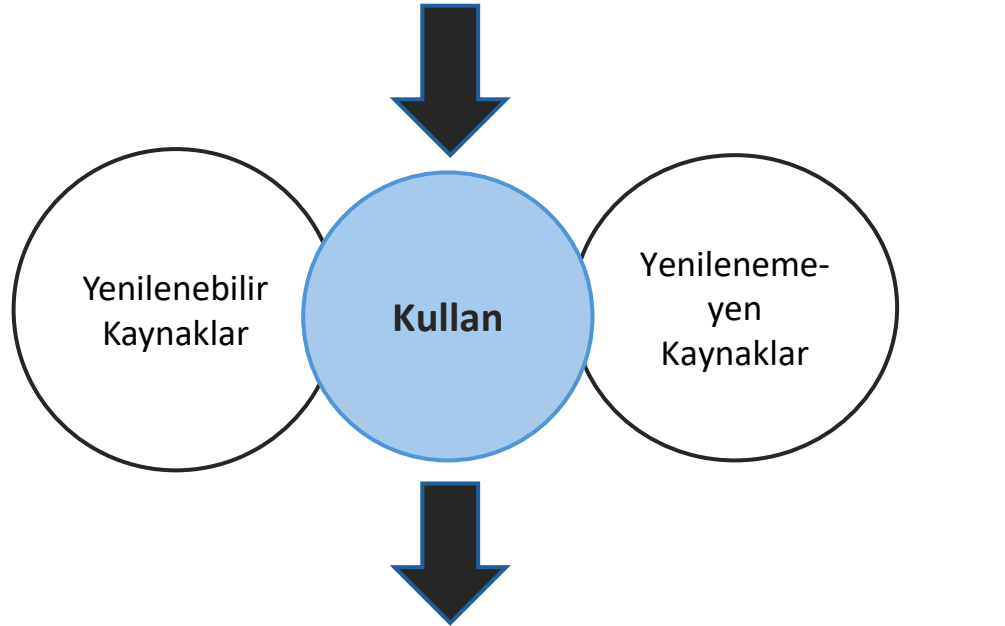 Yenilenebilir
Kaynaklar
Kullan
Yenileneme-
yen
Kaynaklar